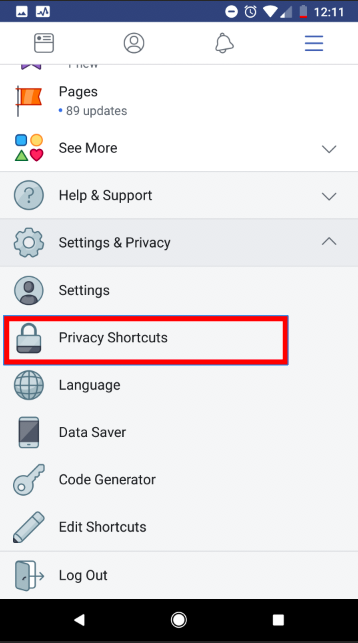 12:11
1 new
Pages
• 89 updates
See More
Help & Support
Settings & Privacy
Settings
Privacy Shortcuts
Language
Data Saver
Code Generator
Edit Shortcuts
Log Out